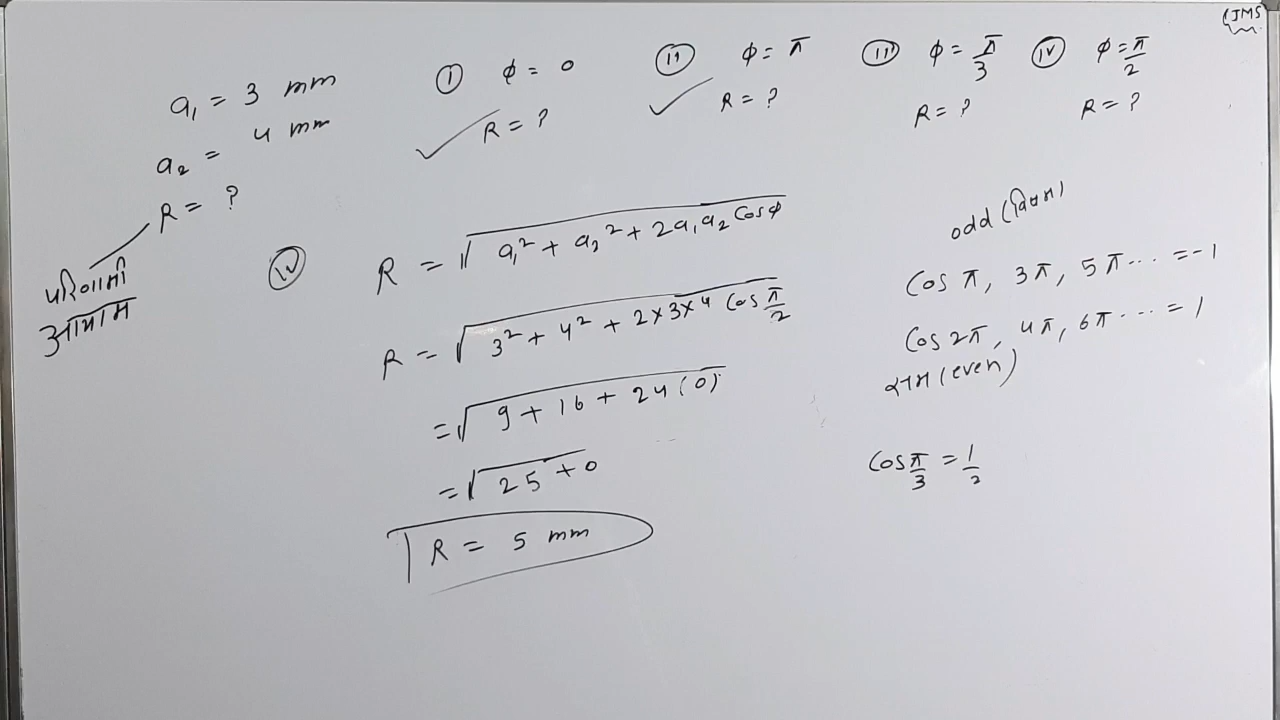 (JMS
a₁ = 3 mm
a₂ = 4 mm
R = ?
परिणामी
आयाम
(i) φ = 0
R = ?
(ii) φ = π
R = ?
(iii) φ = π/3
R = ?
(iv) φ = π/2
R = ?
(iv) R = √(a₁² + a₂² + 2a₁a₂ Cosφ)
R = √(3² + 4² + 2×3×4 Cos π/2)
= √(9 + 16 + 24(0))
= √(25 + 0)
R = 5 mm
odd (विषम)
Cos π, 3π, 5π... = -1
Cos 2π, 4π, 6π... = 1
सम (even)
Cos π/3 = 1/2